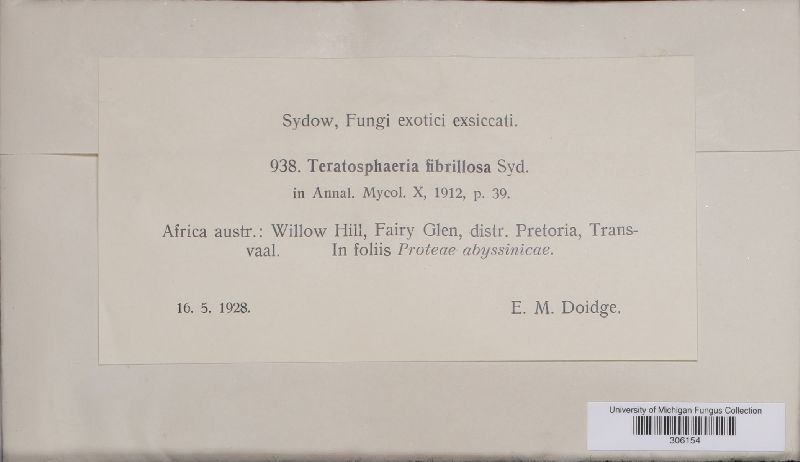 Sydow, Fungi exotici exsiccati.
938. Teratosphaeria fibrillosa Syd.
in Annal. Mycol. X, 1912, p. 39.
Africa austr.: Willow Hill, Fairy Glen, distr. Pretoria, Trans-
vaal. In foliis Proteae abyssinicae.
16. 5. 1928. E. M. Doidge.
University of Michigan Fungus Collection
306154